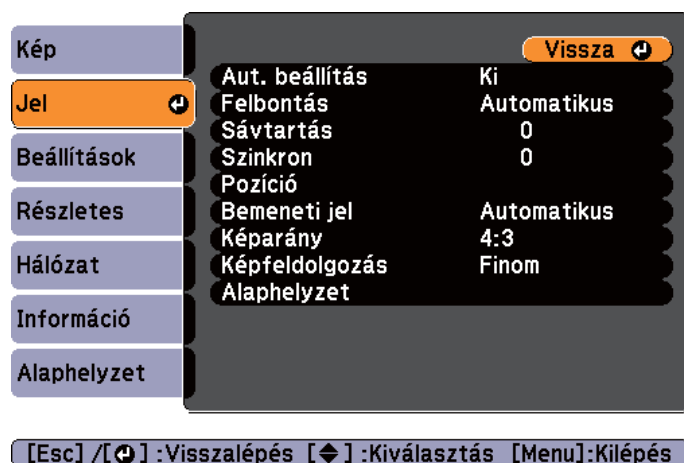 Kép
Jel
Beállítások
Részletes
Hálózat
Információ
Alaphelyzet
Vissza
Aut. beállítás Ki
Felbontás Automatikus
Sávtartás 0
Szinkron 0
Pozíció
Bemeneti jel Automatikus
Képarány 4:3
Képfeldolgozás Finom
Alaphelyzet
[Esc] /[ ] :Visszalépés [ ] :Kiválasztás [Menu]:Kilépés